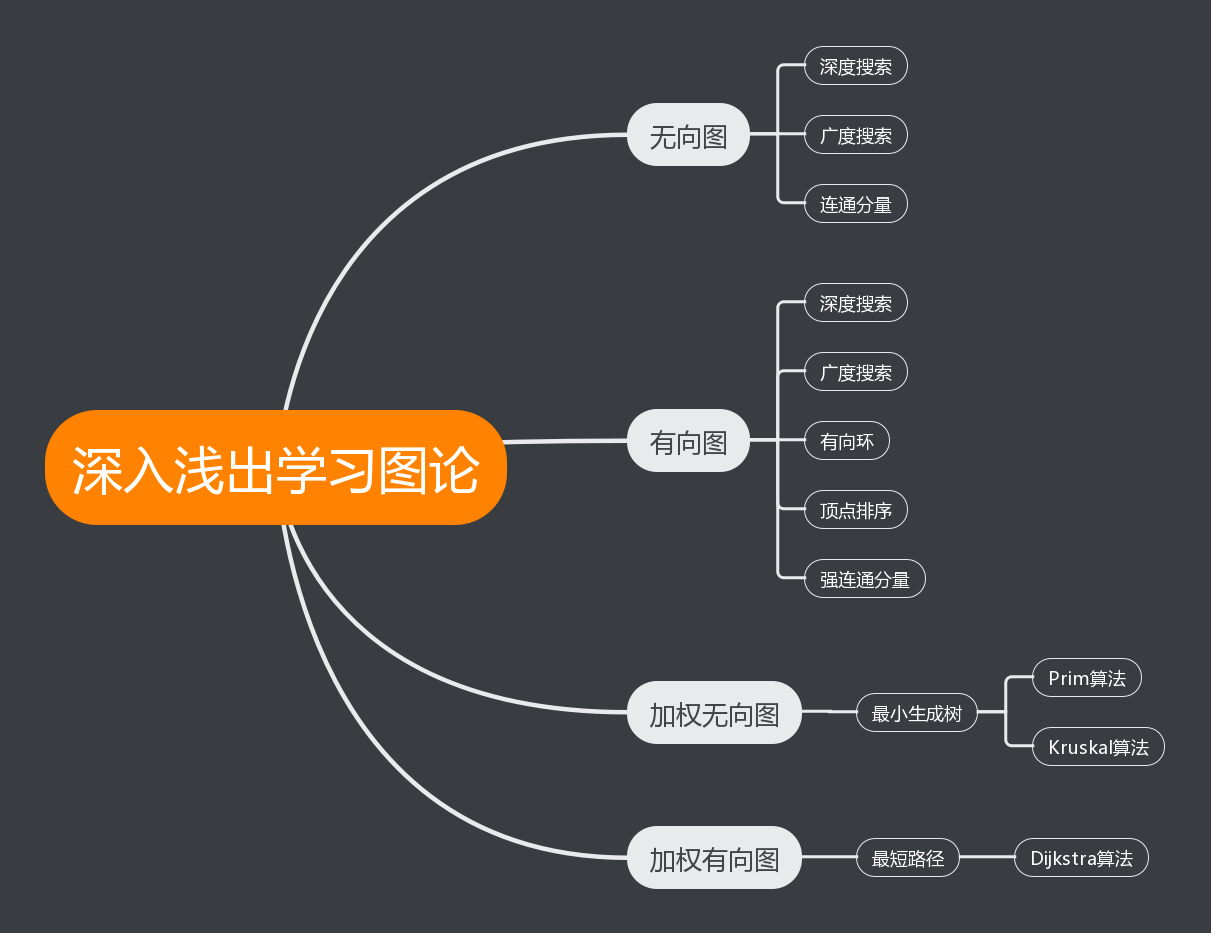 深入浅出学习图论
无向图
深度搜索
广度搜索
连通分量
有向图
深度搜索
广度搜索
有向环
顶点排序
强连通分量
加权无向图
最小生成树
Prim算法
Kruskal算法
加权有向图
最短路径
Dijkstra算法